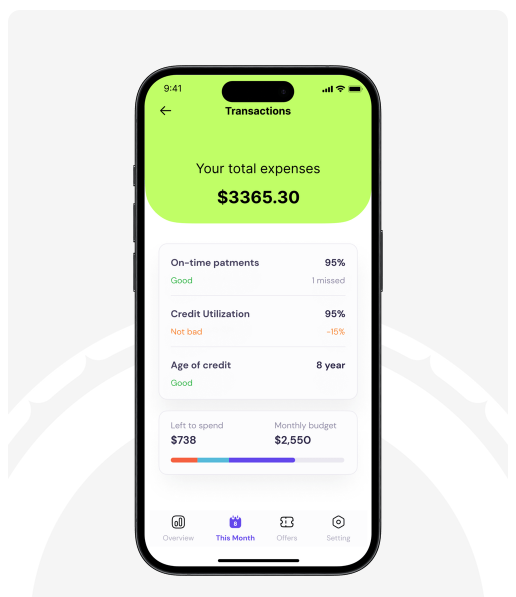 9:41
Transactions
Your total expenses
$3365.30
On-time patments 95%
Good 1 missed
Credit Utilization 95%
Not bad -15%
Age of credit 8 year
Good
Left to spend Monthly budget
$738 $2,550
Overview This Month Offers Setting